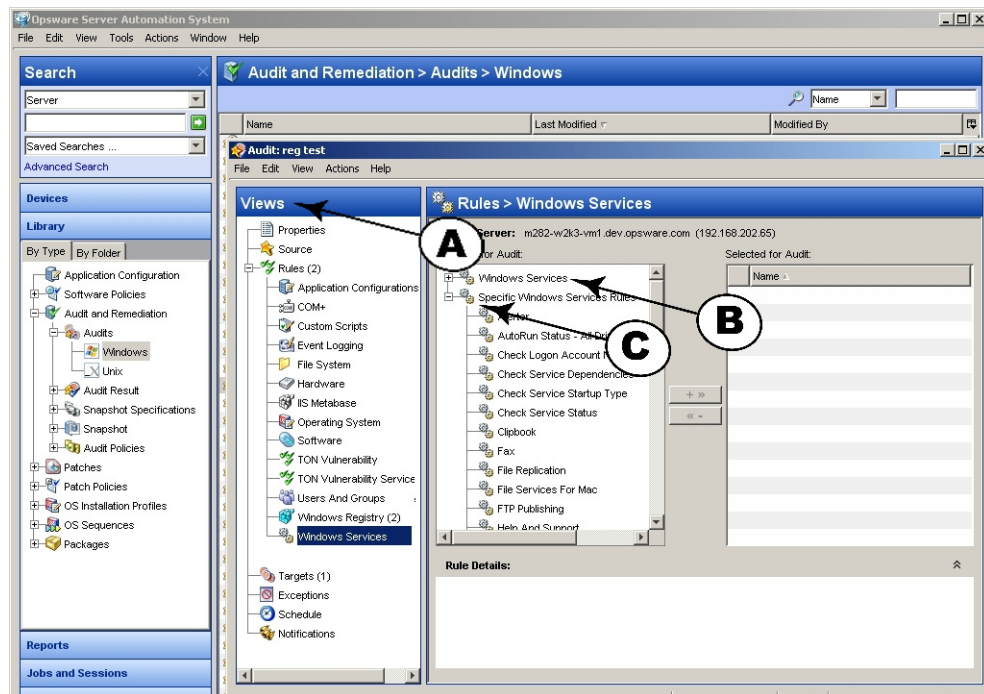 Opsware Server Automation System
File Edit View Tools Actions Window Help
Search
Server
Saved Searches ...
Advanced Search
Devices
Library
By Type By Folder
Application Configuration
Software Policies
Audit and Remediation
Audits
Windows
Unix
Audit Result
Snapshot Specifications
Snapshot
Audit Policies
Patches
Patch Policies
OS Installation Profiles
OS Sequences
Packages
Reports
Jobs and Sessions
Audit and Remediation > Audits > Windows
Name
Name Last Modified Modified By
Audit: reg test
File Edit View Actions Help
Views
Properties
Source
Rules (2)
Application Configurations
COM+
Custom Scripts
Event Logging
File System
Hardware
IIS Metabase
Operating System
Software
TON Vulnerability
TON Vulnerability Service
Users And Groups
Windows Registry (2)
Windows Services
Targets (1)
Exceptions
Schedule
Notifications
Rules > Windows Services
Server: m282-w2k3-vm1.dev.opsware.com (192.168.202.65)
for Audit: Selected for Audit:
Windows Services
Specific Windows Services Rules
AutoRun Status - All
Check Logon Account
Check Service Dependencies
Check Service Startup Type
Check Service Status
Clipbook
Fax
File Replication
File Services For Mac
FTP Publishing
Help And Support
Name
+ »
« -
Rule Details:
A
B
C